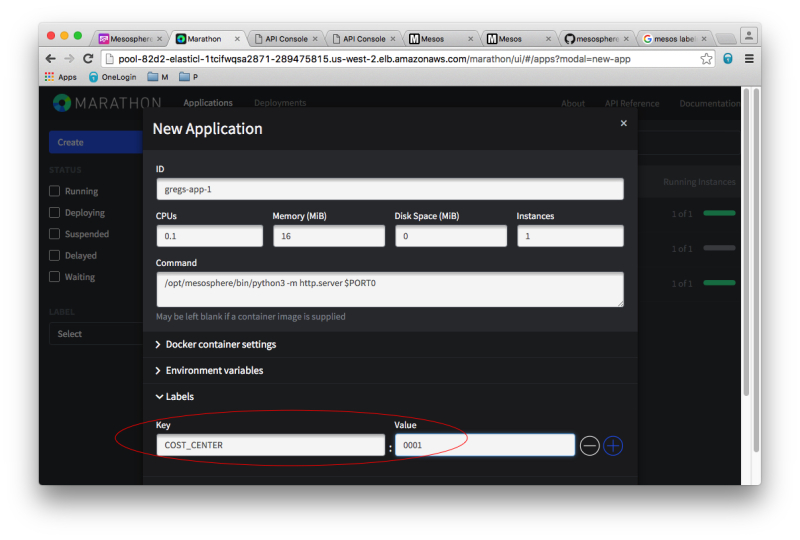 Mesosphere
Marathon
API Console
API Console
Mesos
Mesos
mesosphere
mesos label
pool-82d2-elasticl-1tcifwqsa2871-289475815.us-west-2.elb.amazonaws.com/marathon/ui/#/apps?modal=new-app
Apps OneLogin M P
MARATHON Applications Deployments About API Reference Documentation
New Application ×
Create
STATUS
Running
Deploying
Suspended
Delayed
Waiting
LABEL
Select
ID
gregs-app-1
CPUs Memory (MiB) Disk Space (MiB) Instances
0.1 16 0 1
Command
/opt/mesosphere/bin/python3 -m http.server $PORT0
May be left blank if a container image is supplied
Docker container settings
Environment variables
Labels
Key Value
COST_CENTER : 0001
Running Instances
1 of 1
1 of 1
1 of 1